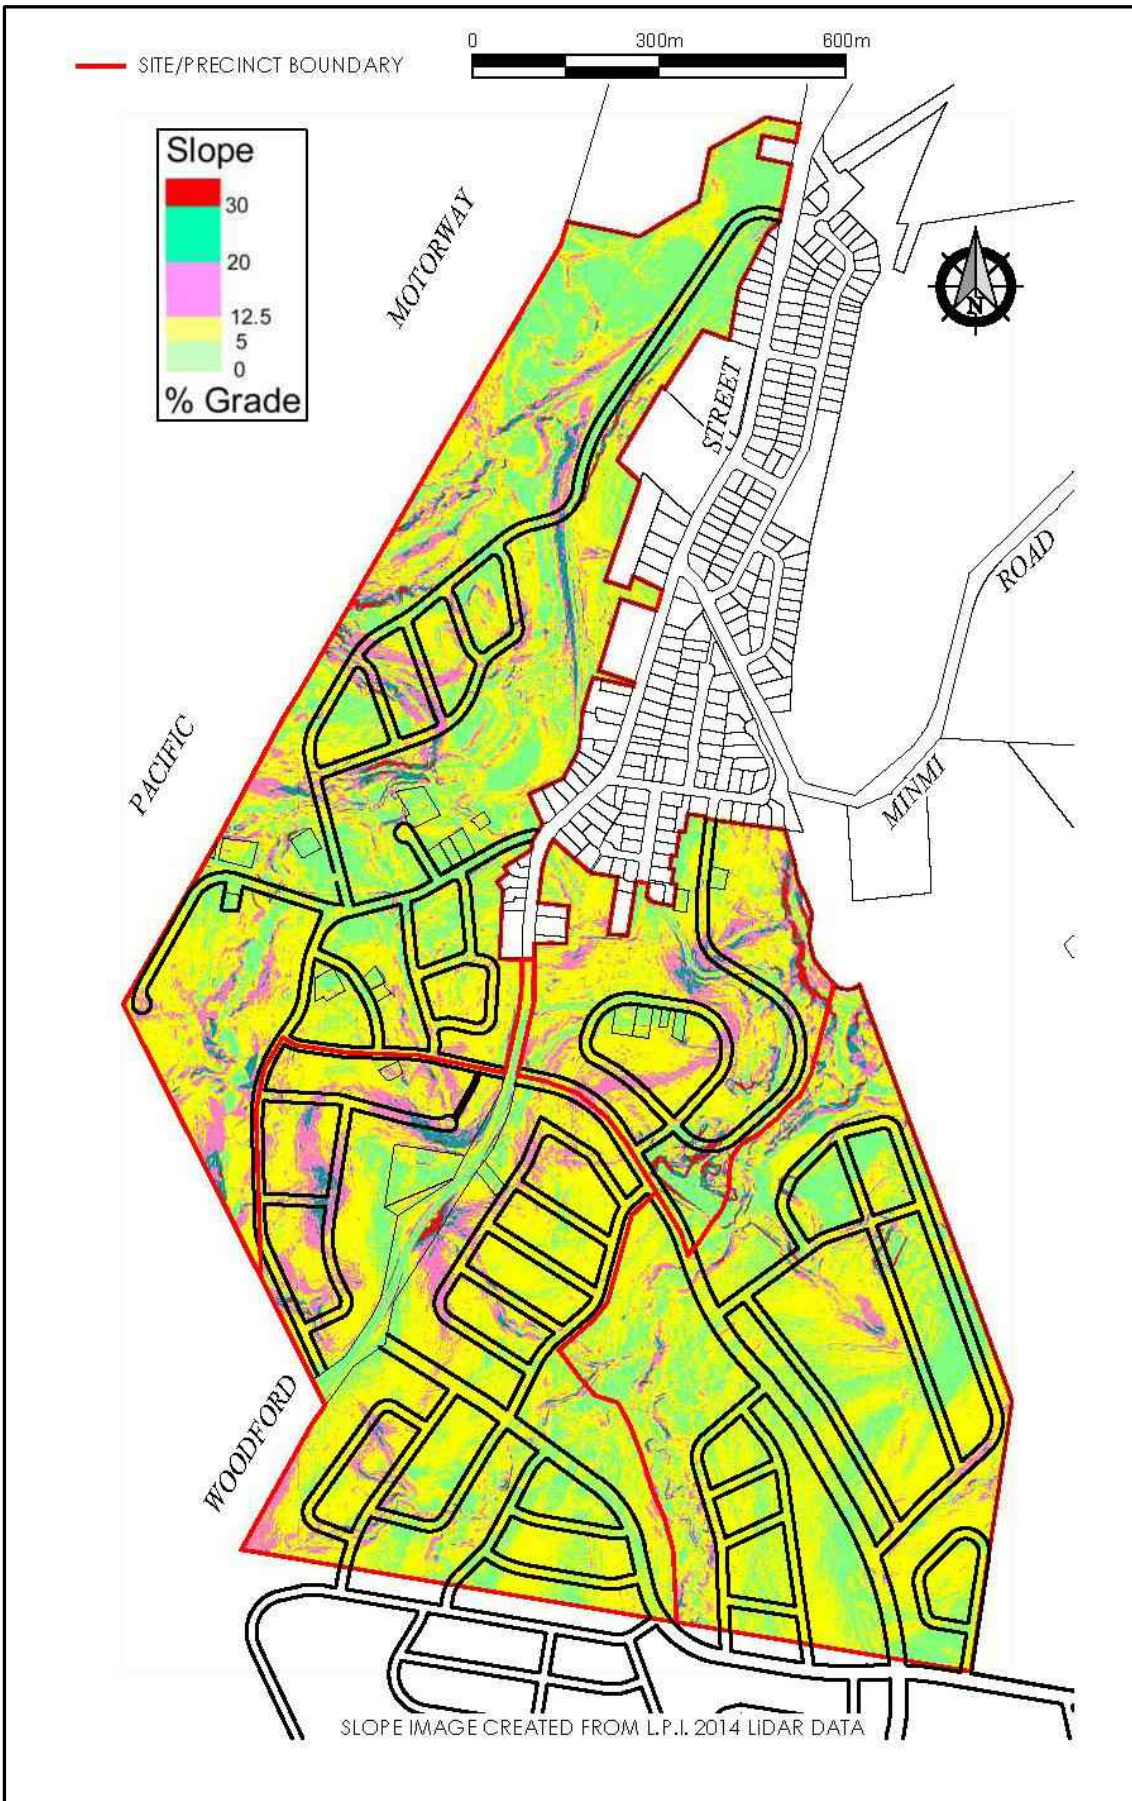 0 300m 600m
SITE/PRECINCT BOUNDARY
Slope
30
20
12.5
5
0
% Grade
MOTORWAY
STREET
N
ROAD
PACIFIC
MINMI
WOODFORD
SLOPE IMAGE CREATED FROM L.P.I. 2014 LiDAR DATA